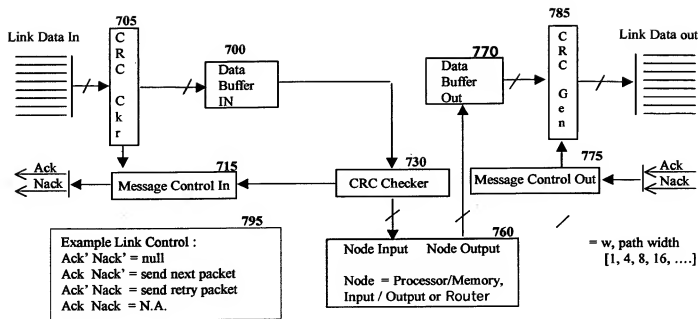 705
Link Data In
C
R
C
C
k
r
700
Data
Buffer
IN
770
Data
Buffer
Out
785
C
R
C
G
e
n
Link Data out
Ack
Nack
715
Message Control In
730
CRC Checker
775
Message Control Out
Ack
Nack
795
Example Link Control :
Ack' Nack' = null
Ack Nack' = send next packet
Ack' Nack = send retry packet
Ack Nack = N.A.
760
Node Input Node Output
Node = Processor/Memory,
Input / Output or Router
/
= w, path width
[1, 4, 8, 16, ....]